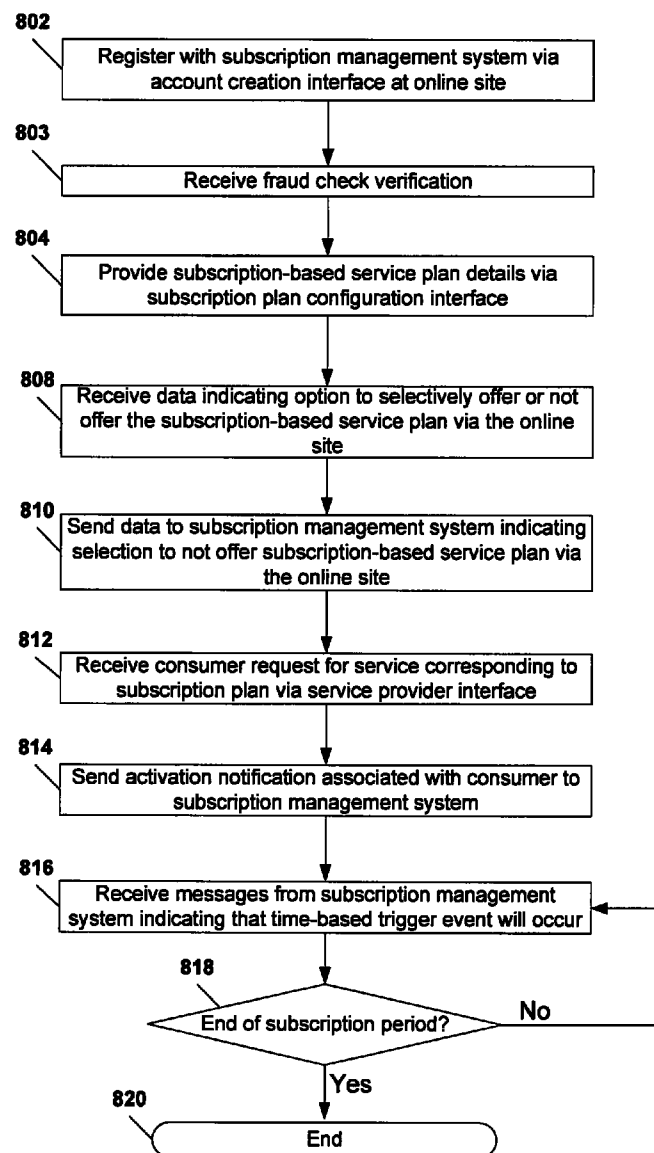 802
Register with subscription management system via
account creation interface at online site
803
Receive fraud check verification
804
Provide subscription-based service plan details via
subscription plan configuration interface
808
Receive data indicating option to selectively offer or not
offer the subscription-based service plan via the online
site
810
Send data to subscription management system indicating
selection to not offer subscription-based service plan via
the online site
812
Receive consumer request for service corresponding to
subscription plan via service provider interface
814
Send activation notification associated with consumer to
subscription management system
816
Receive messages from subscription management
system indicating that time-based trigger event will occur
818
End of subscription period?
No
Yes
820
End